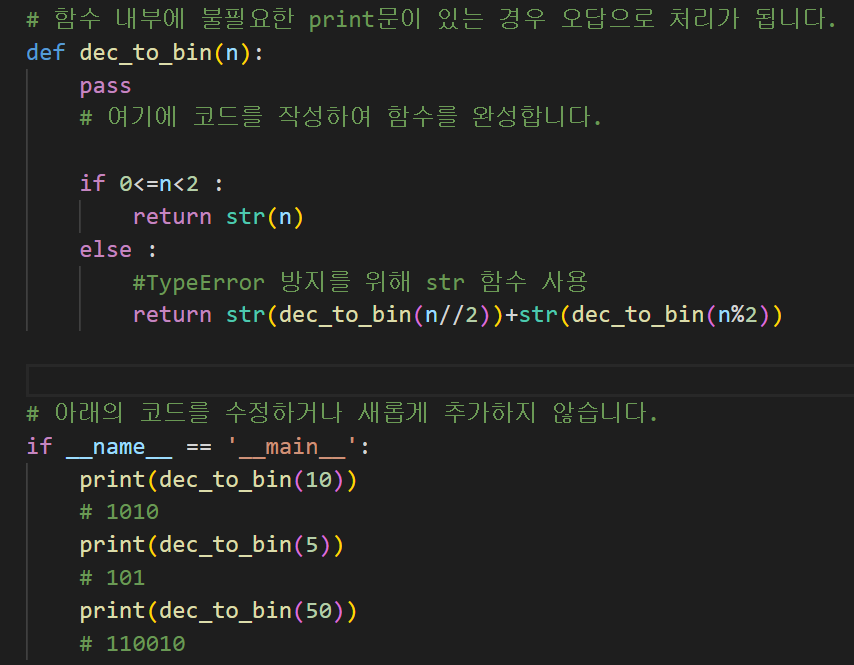 # 함수 내부에 불필요한 print문이 있는 경우 오답으로 처리가 됩니다.
def dec_to_bin(n):
    pass
    # 여기에 코드를 작성하여 함수를 완성합니다.
    if 0<=n<2 :
        return str(n)
    else :
        #TypeError 방지를 위해 str 함수 사용
        return str(dec_to_bin(n//2))+str(dec_to_bin(n%2))
# 아래의 코드를 수정하거나 새롭게 추가하지 않습니다.
if __name__ == '__main__':
    print(dec_to_bin(10))
    # 1010
    print(dec_to_bin(5))
    # 101
    print(dec_to_bin(50))
    # 110010